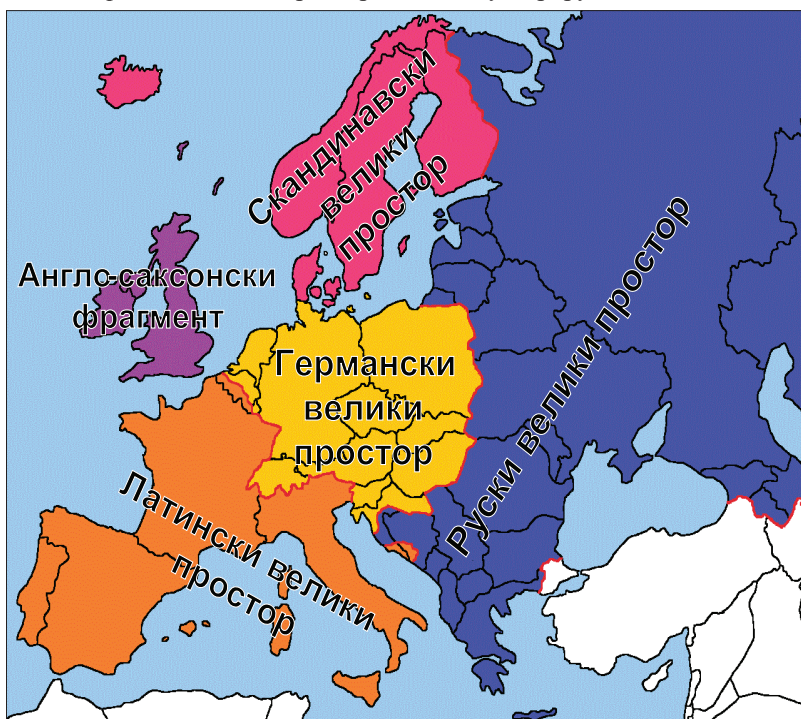 Скандинавски
велики
простор
Англо-саксонски
фрагмент
Германски
велики
простор
Руски велики простор
Латински велики
простор